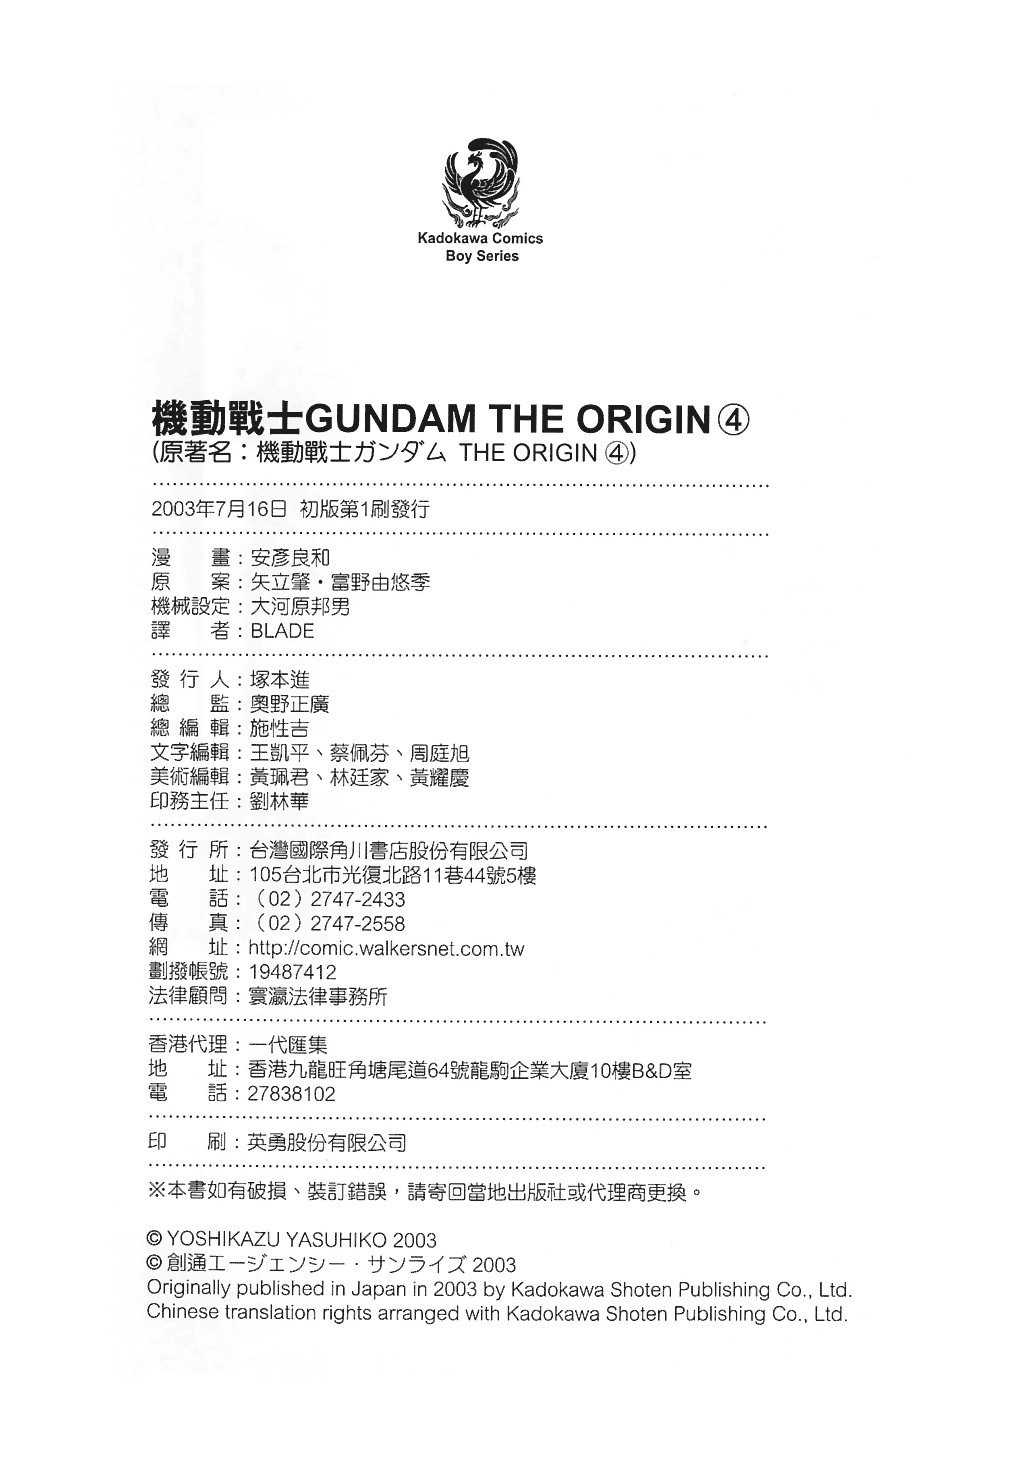 Kadokawa Comics
Boy Series
機動戰士GUNDAM THE ORIGIN④
(原著名：機動戰士ガンダム THE ORIGIN④)
2003年7月16日 初版第1刷發行
漫　　畫：安彥良和
原　　案：矢立肇・富野由悠季
機械設定：大河原邦男
譯　　者：BLADE
發 行 人：塚本進
總　　監：奧野正廣
總 編 輯：施性吉
文字編輯：王凱平、蔡佩芬、周庭旭
美術編輯：黃珮君、林廷家、黃耀慶
印務主任：劉林華
發 行 所：台灣國際角川書店股份有限公司
地　　址：105台北市光復北路11巷44號5樓
電　　話：（02）2747-2433
傳　　真：（02）2747-2558
網　　址：http://comic.walkersnet.com.tw
劃撥帳號：19487412
法律顧問：寰瀛法律事務所
香港代理：一代匯集
地　　址：香港九龍旺角塘尾道64號龍駒企業大廈10樓B&D室
電　　話：27838102
印　　刷：英勇股份有限公司
※本書如有破損、裝訂錯誤，請寄回當地出版社或代理商更換。
© YOSHIKAZU YASUHIKO 2003
© 創通エージェンシー・サンライズ 2003
Originally published in Japan in 2003 by Kadokawa Shoten Publishing Co., Ltd.
Chinese translation rights arranged with Kadokawa Shoten Publishing Co., Ltd.